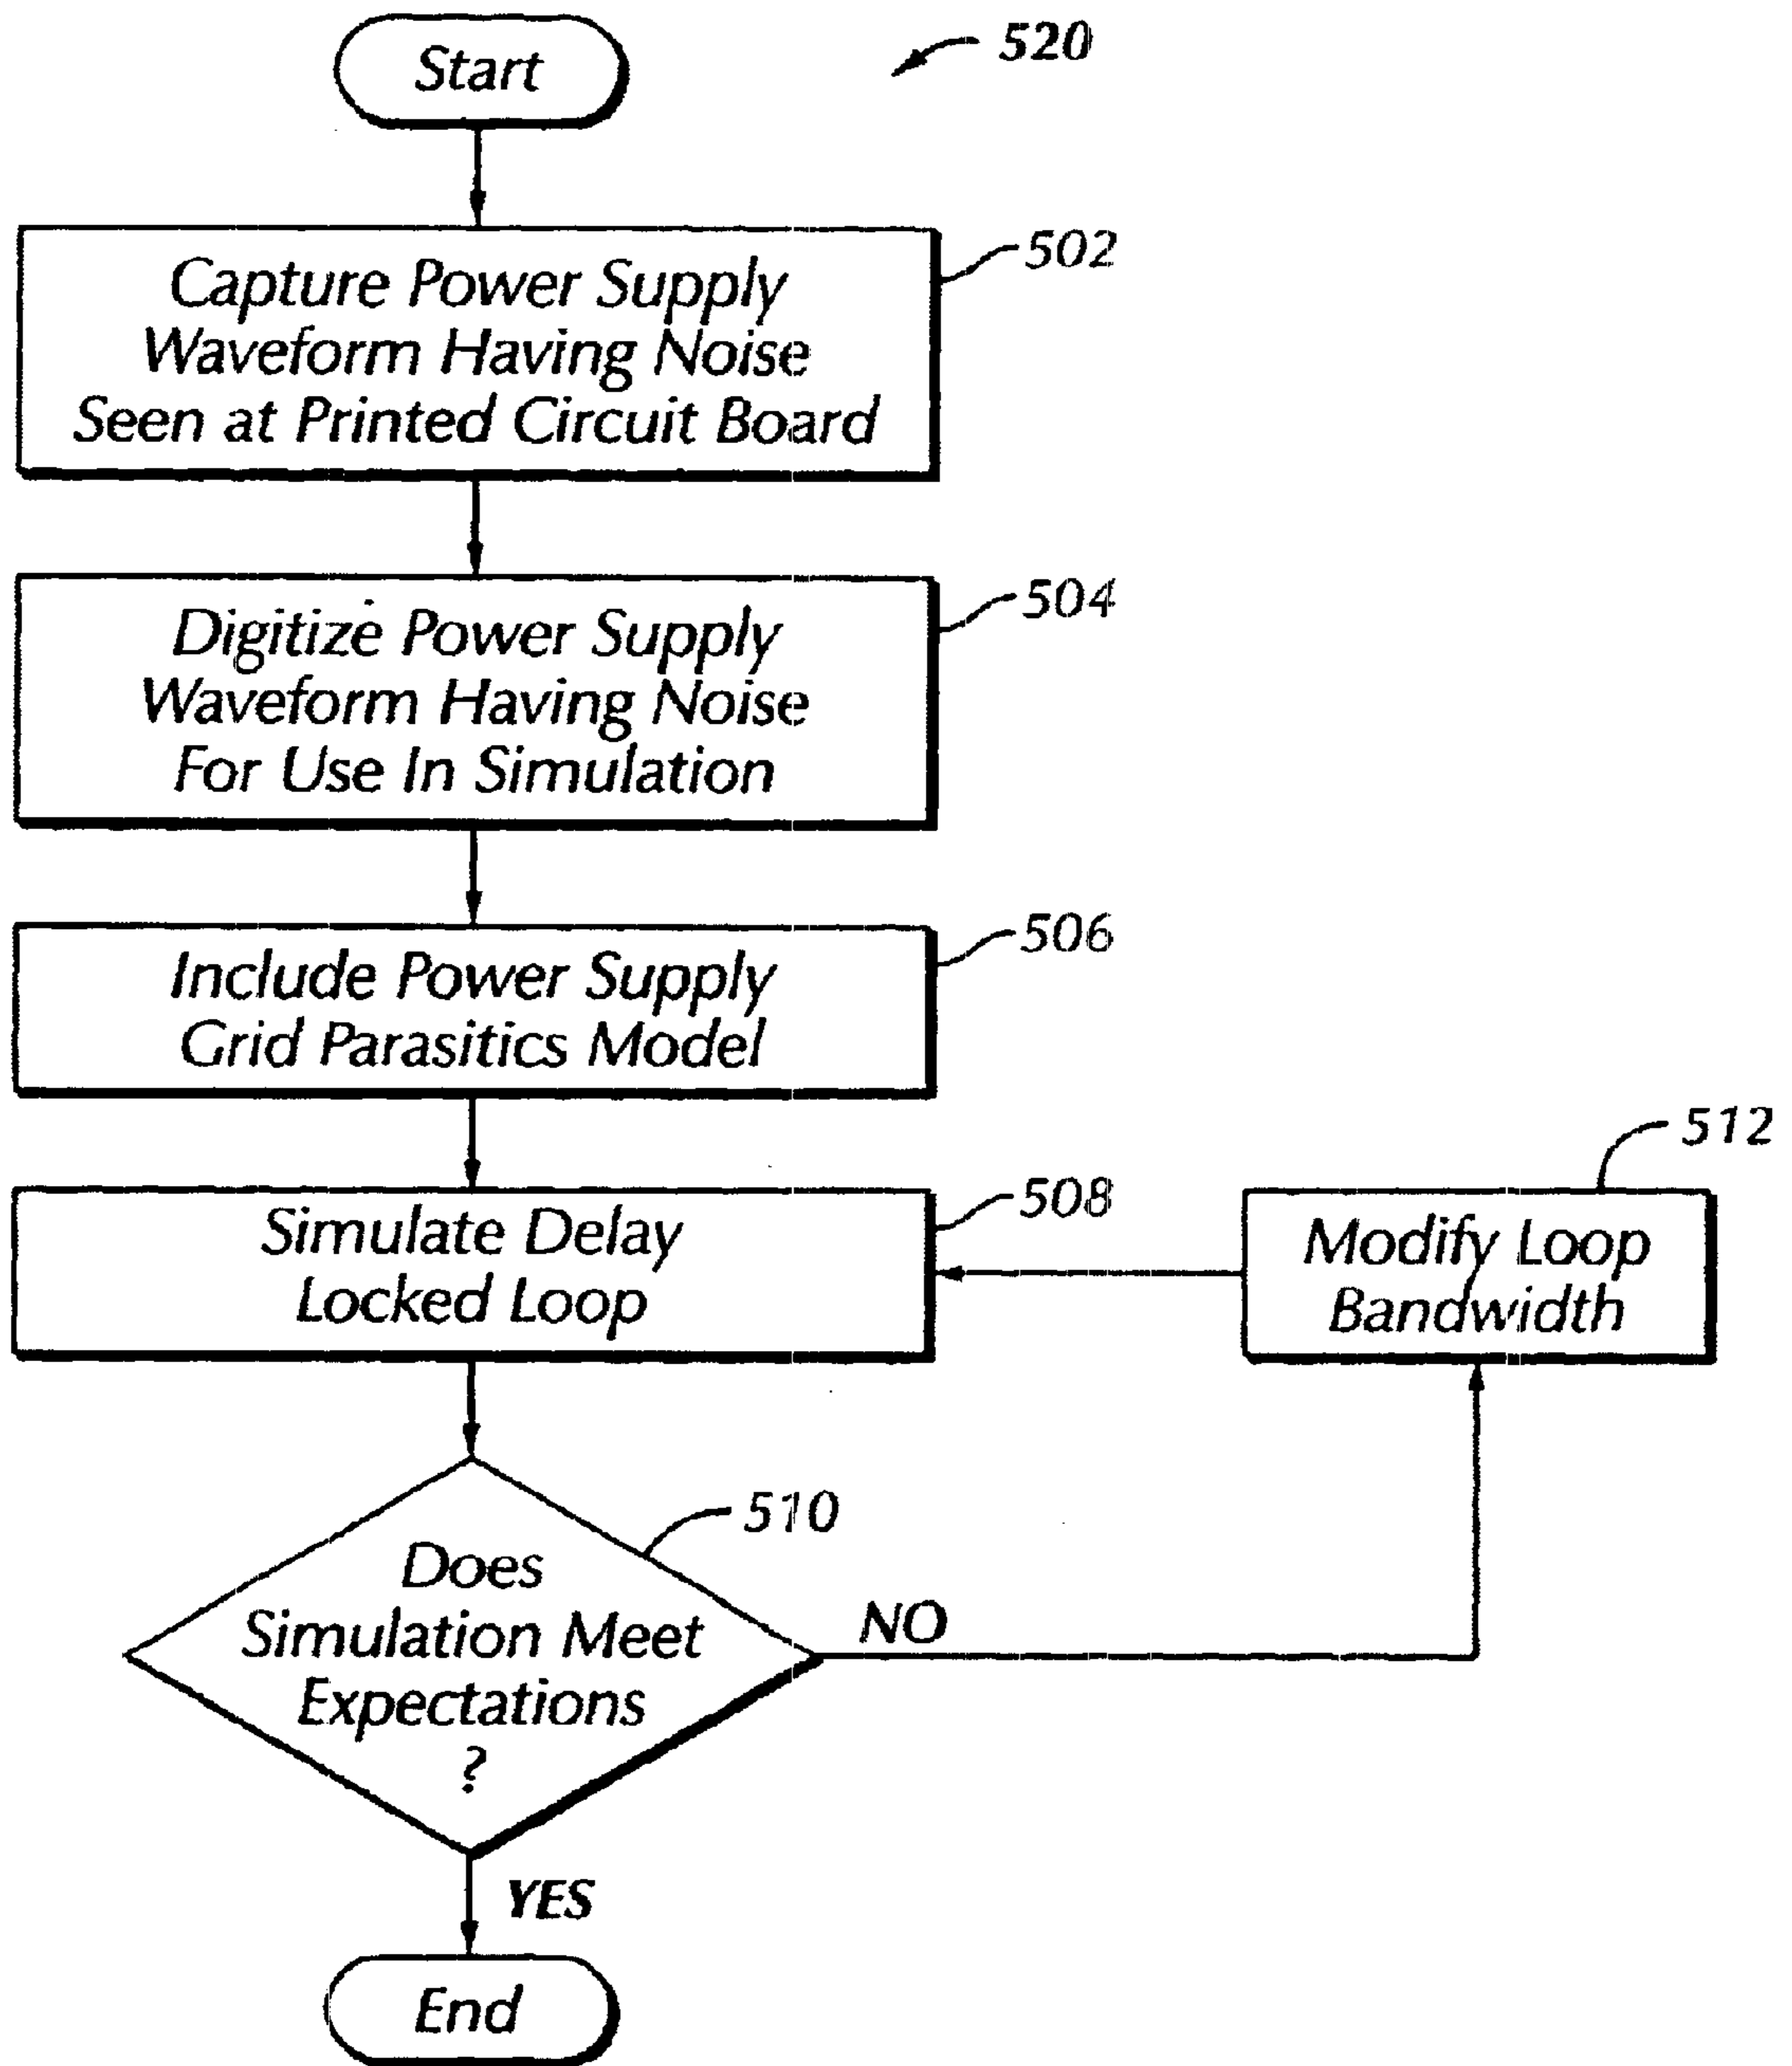 Start
520
Capture Power Supply
Waveform Having Noise
Seen at Printed Circuit Board
502
Digitize Power Supply
Waveform Having Noise
For Use In Simulation
504
Include Power Supply
Grid Parasitics Model
506
Simulate Delay
Locked Loop
508
Modify Loop
Bandwidth
512
Does
Simulation Meet
Expectations
?
510
NO
YES
End